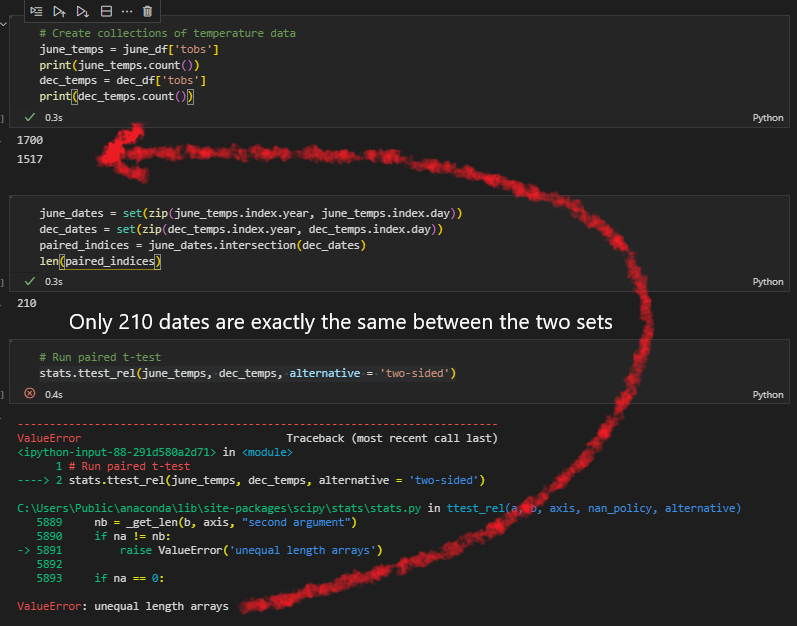 # Create collections of temperature data
june_temps = june_df['tobs']
print(june_temps.count())
dec_temps = dec_df['tobs']
print(dec_temps.count())
0.3s
Python
1700
1517
june_dates = set(zip(june_temps.index.year, june_temps.index.day))
dec_dates = set(zip(dec_temps.index.year, dec_temps.index.day))
paired_indices = june_dates.intersection(dec_dates)
len(paired_indices)
0.3s
Python
210
Only 210 dates are exactly the same between the two sets
# Run paired t-test
stats.ttest_rel(june_temps, dec_temps, alternative = 'two-sided')
0.4s
Python
---------------------------------------------------------------------------
ValueError Traceback (most recent call last)
<ipython-input-88-291d580a2d71> in <module>
1 # Run paired t-test
----> 2 stats.ttest_rel(june_temps, dec_temps, alternative = 'two-sided')
C:\Users\Public\anaconda\lib\site-packages\scipy\stats\stats.py in ttest_rel(a, b, axis, nan_policy, alternative)
5889 nb = _get_len(b, axis, "second argument")
5890 if na != nb:
-> 5891 raise ValueError('unequal length arrays')
5892
5893 if na == 0:
ValueError: unequal length arrays